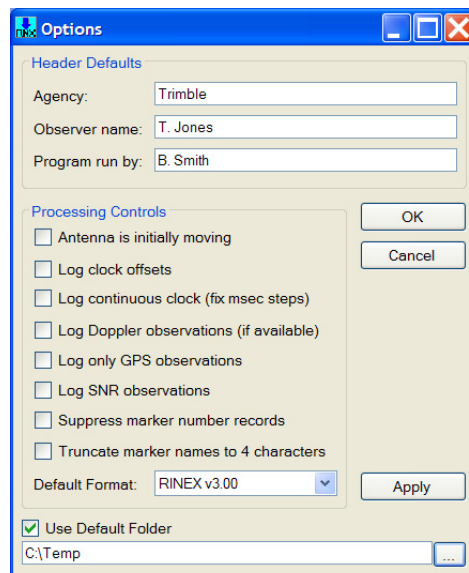 Options
Header Defaults
Agency: Trimble
Observer name: T. Jones
Program run by: B. Smith
Processing Controls
Antenna is initially moving
Log clock offsets
Log continuous clock (fix msec steps)
Log Doppler observations (if available)
Log only GPS observations
Log SNR observations
Suppress marker number records
Truncate marker names to 4 characters
Default Format: RINEX v3.00
OK
Cancel
Apply
Use Default Folder
C:\Temp
...